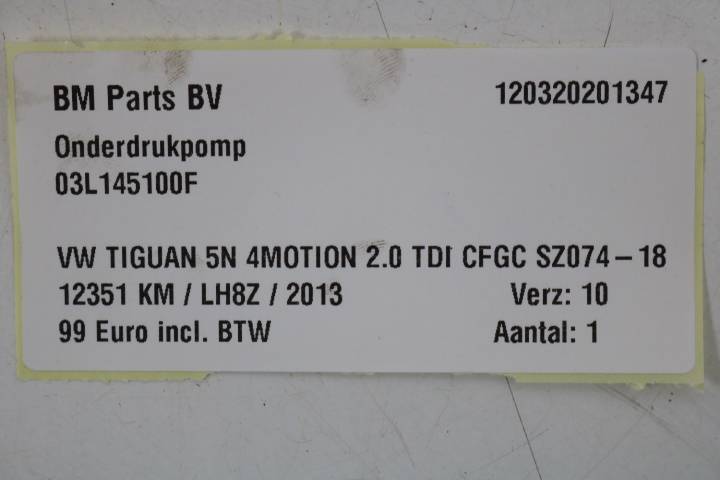 BM Parts BV 120320201347
Onderdrukpomp
03L145100F
VW TIGUAN 5N 4MOTION 2.0 TDI CFGC SZ074-18
12351 KM / LH8Z / 2013 Verz: 10
99 Euro incl. BTW Aantal: 1